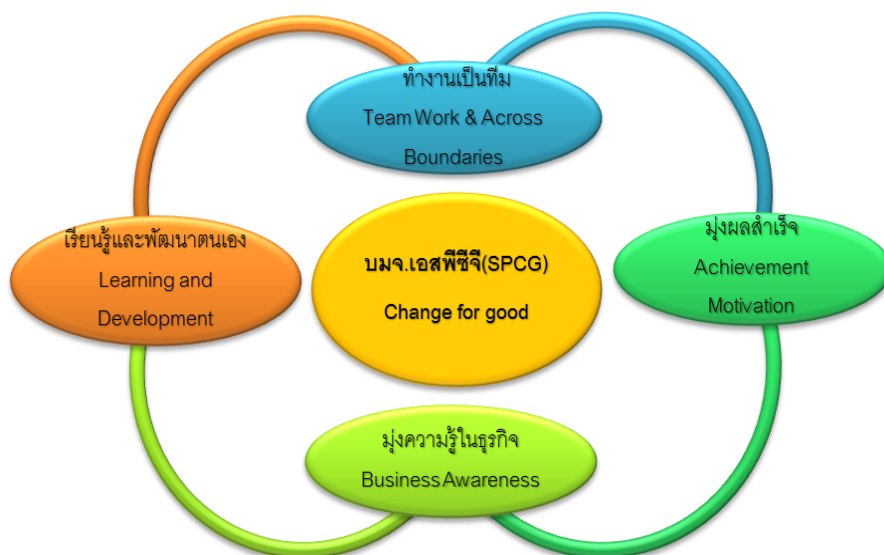 ทำงานเป็นทีม
Team Work & Across
Boundaries
เรียนรู้และพัฒนาตนเอง
Learning and
Development
บมจ.เอสพีซีจี(SPCG)
Change for good
มุ่งผลสำเร็จ
Achievement
Motivation
มุ่งความรู้ในธุรกิจ
Business Awareness